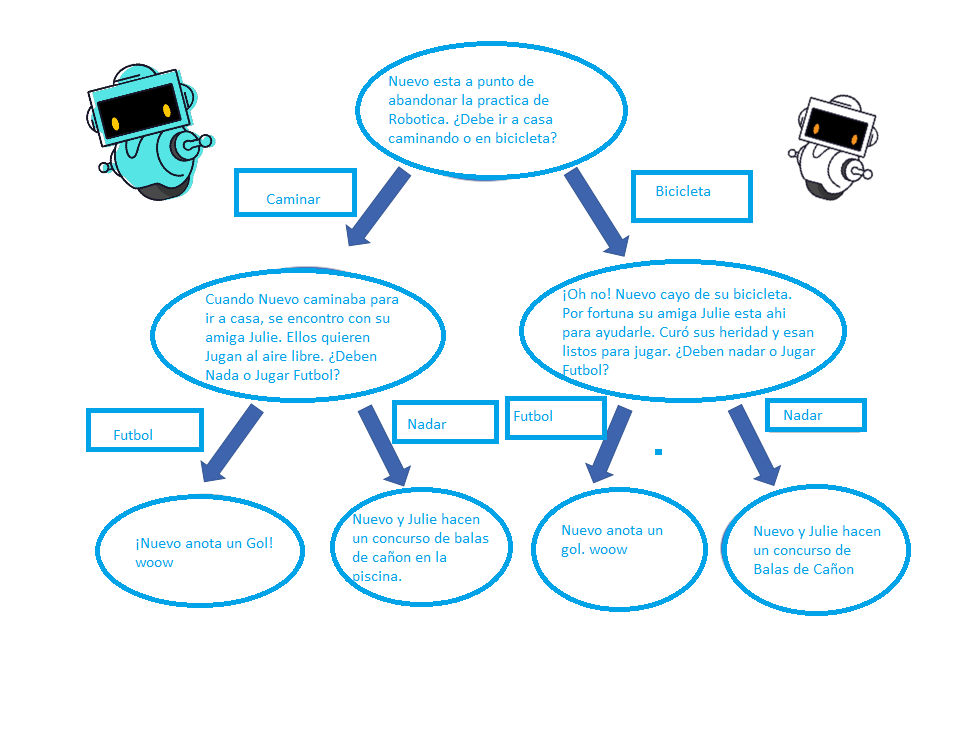 Nuevo esta a punto de
abandonar la practica de
Robotica. ¿Debe ir a casa
caminando o en bicicleta?
Caminar
Bicicleta
Cuando Nuevo caminaba para
ir a casa, se encontro con su
amiga Julie. Ellos quieren
Jugan al aire libre. ¿Deben
Nada o Jugar Futbol?
¡Oh no! Nuevo cayo de su bicicleta.
Por fortuna su amiga Julie esta ahi
para ayudarle. Curó sus heridad y esan
listos para jugar. ¿Deben nadar o Jugar
Futbol?
Futbol
Nadar
Futbol
Nadar
¡Nuevo anota un Gol!
woow
Nuevo y Julie hacen
un concurso de balas
de cañon en la
piscina.
Nuevo anota un
gol. woow
Nuevo y Julie hacen
un concurso de
Balas de Cañon